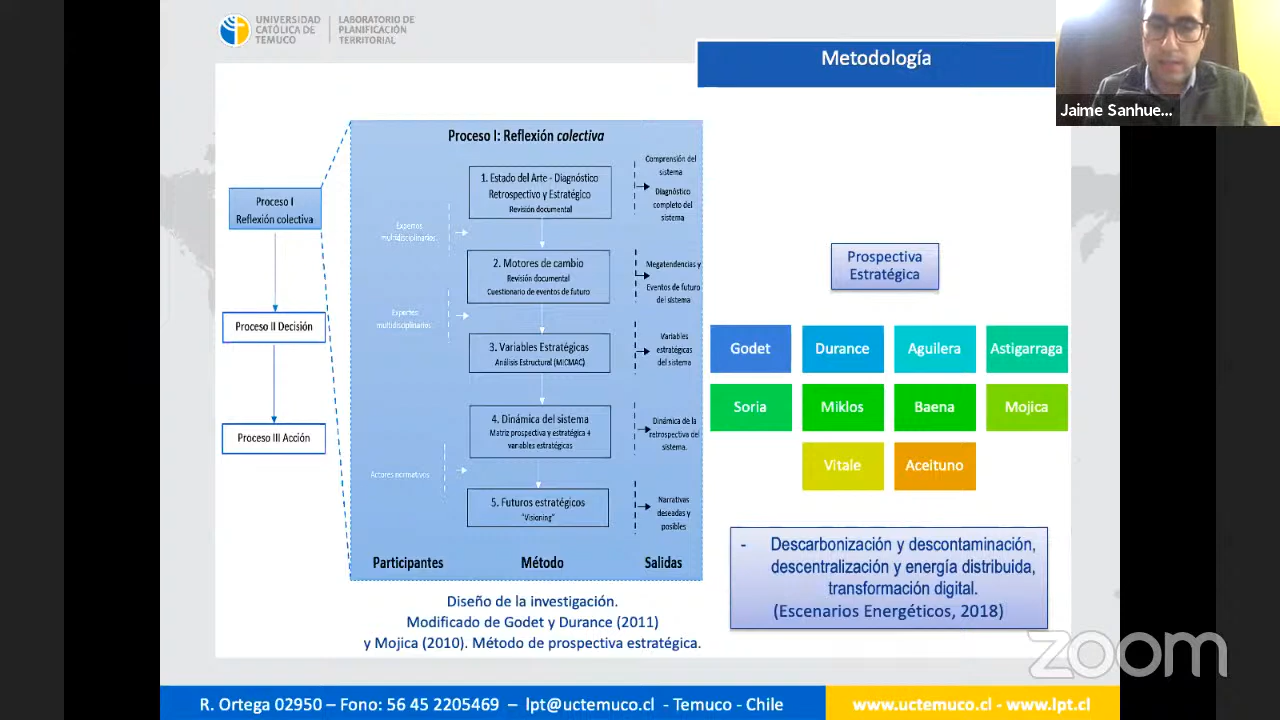 UNIVERSIDAD
CATÓLICA DE
TEMUCO
LABORATORIO DE
PLANIFICACIÓN
TERRITORIAL
Metodología
Jaime Sanhue...
Proceso I
Reflexión colectiva
Proceso II Decisión
Proceso III Acción
Proceso I: Reflexión colectiva
1. Estado del Arte - Diagnóstico
Retrospectivo y Estratégico
Revisión documental
Comprensión del
sistema
Diagnóstico
completo del
sistema
Expertos
multidisciplinarios
2. Motores de cambio
Revisión documental
Cuestionario de eventos de futuro
Megatendencias y
Eventos de futuro
del sistema
Expertos
multidisciplinarios
3. Variables Estratégicas
Análisis Estructural (MICMAC)
Variables
estratégicas
del sistema
4. Dinámica del sistema
Matriz prospectiva y estratégica 4
variables estratégicas
Dinámica de la
retrospectiva del
sistema.
Actores normativos
5. Futuros estratégicos
"Visioning"
Narrativas
deseadas y
posibles
Participantes
Método
Salidas
Diseño de la investigación.
Modificado de Godet y Durance (2011)
y Mojica (2010). Método de prospectiva estratégica.
Prospectiva
Estratégica
Godet
Durance
Aguilera
Astigarraga
Soria
Miklos
Baena
Mojica
Vitale
Aceituno
- Descarbonización y descontaminación,
descentralización y energía distribuida,
transformación digital.
(Escenarios Energéticos, 2018)
zoom
R. Ortega 02950 – Fono: 56 45 2205469 – lpt@uctemuco.cl - Temuco - Chile
www.uctemuco.cl - www.lpt.cl